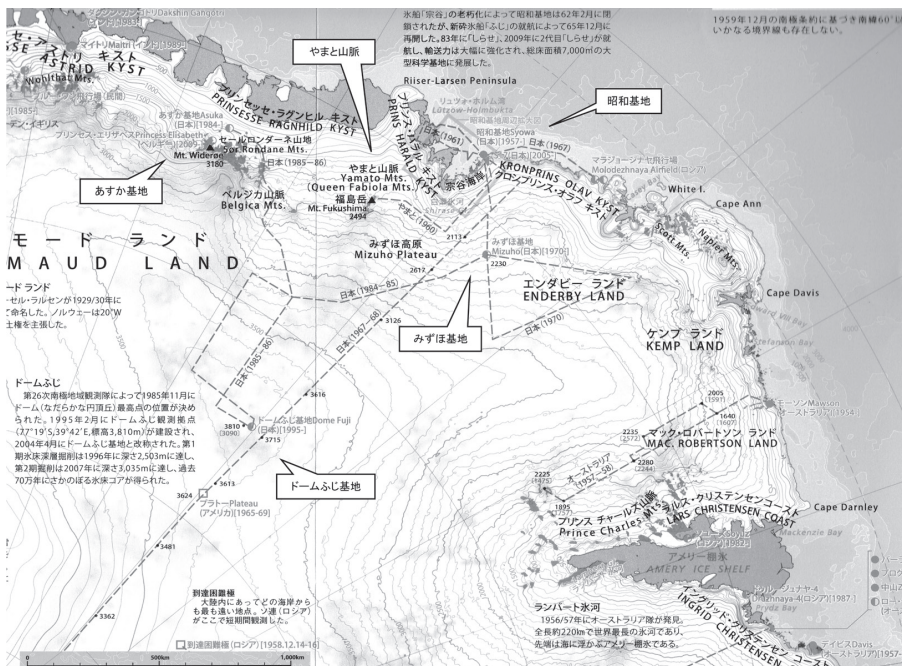 氷船「宗谷」の老朽化によって昭和基地は62年2月に閉
鎖されたが、新砕氷船「ふじ」の就航によって65年12月に
再開した。83年に「しらせ」、2009年に2代目「しらせ」が就
航し、輸送力は大幅に強化され、総床面積7,000㎡の大
型科学基地に発展した。
1959年12月の南極条約に基づき南緯60°
いかなる境界線も存在しない。
Dakshin Gangotri
マイトリMaitri(インド)[1989-]
ASTRID KYST
Wohlthat Mts.
やまと山脈
Riiser-Larsen Peninsula
昭和基地
プリンセッセ・ラグンヒル キスト
PRINSESSE RAGNHILD KYST
プリンス・ハラル キスト
PRINS HARALD KYST
リュツォ・ホルム湾
Lützow-Holmbukta
昭和基地周辺拡大図
昭和基地Syowa
(日本)[1957-]
日本(1961)
日本(1967)
あすか基地Asuka
(日本)[1984-]
プリンセス・エリザベスPrincess Elisabeth
セールロンダーネ山地
Sør Rondane Mts.
Mt. Widerøe
3180
日本(1985−86)
あすか基地
ベルジカ山脈
Belgica Mts.
やまと山脈
Yamato Mts.
(Queen Fabiola Mts.)
福島岳
Mt. Fukushima
2494
宗谷海岸
KRONPRINS OLAV KYST
クロンプリンス・オラフ キスト
マラジョージナヤ飛行場
Molodezhnaya Airfield(ロシア)
White I.
Cape Ann
Scott Mts.
Napier Mts.
白瀬氷河
やまと(1960)
2113
みずほ高原
Mizuho Plateau
みずほ基地
Mizuho(日本)[1970-]
2230
2617
モード ランド
MAUD LAND
エンダビー ランド
ENDERBY LAND
Cape Davis
日本(1984−85)
日本(1970)
みずほ基地
ケンプ ランド
KEMP LAND
日本(1967−68)
3126
日本(1985−86)
ード ランド
・セル・ラルセンが1929/30年に
命名した。ノルウェーは20°W
土権を主張した。
ドームふじ
第26次南極地域観測隊によって1985年11月に
ドーム(なだらかな円頂丘)最高点の位置が決め
られた。1995年2月にドームふじ観測拠点
(77°19′S,39°42′E,標高3,810m)が建設され、
2004年4月にドームふじ基地と改称された。第1
期氷床深層掘削は1996年に深さ2,503mに達し、
第2期掘削は2007年に深さ3,035mに達し、過去
70万年にさかのぼる氷床コアが得られた。
3616
ドームふじ基地Dome Fuji
(日本)[1995-]
3810
(3090)
3715
ドームふじ基地
3613
3624
プラトーPlateau
(アメリカ)[1965-69]
3481
3362
モーソンMawson
(オーストラリア)[1954-]
2005
(1591)
1640
(1607)
マック・ロバートソン ランド
MAC. ROBERTSON LAND
2235
(2572)
2280
(2244)
2225
(1475)
オーストラリア
(1957−58)
1895
プリンス チャールズ山脈
Prince Charles Mts.
ラルス・クリステンセンコースト
LARS CHRISTENSEN COAST
Cape Darnley
Mackenzie Bay
アメリー棚氷
AMERY ICE SHELF
Prydz Bay
イングリッド・クリステンセン コースト
INGRID CHRISTENSEN
デイビスDavis
(オーストラリア)[1957-
ランバート氷河
1956/57年にオーストラリア隊が発見。
全長約220㎞で世界最長の氷河であり、
先端は海に浮かぶアメリー棚氷である。
到達困難極
大陸内にあってどの海岸から
も最も遠い地点。ソ連(ロシア)
がここで短期間観測した。
到達困難極(ロシア)[1958.12.14-16]
0
500km
1,000km